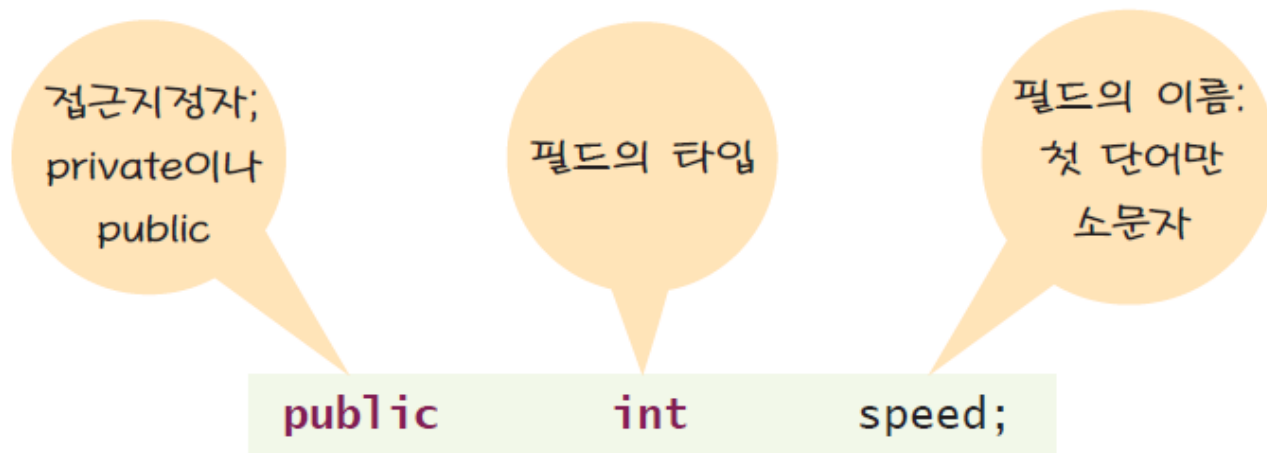 접근지정자;
private이나
public
필드의 타입
필드의 이름:
첫 단어만
소문자
public int speed;